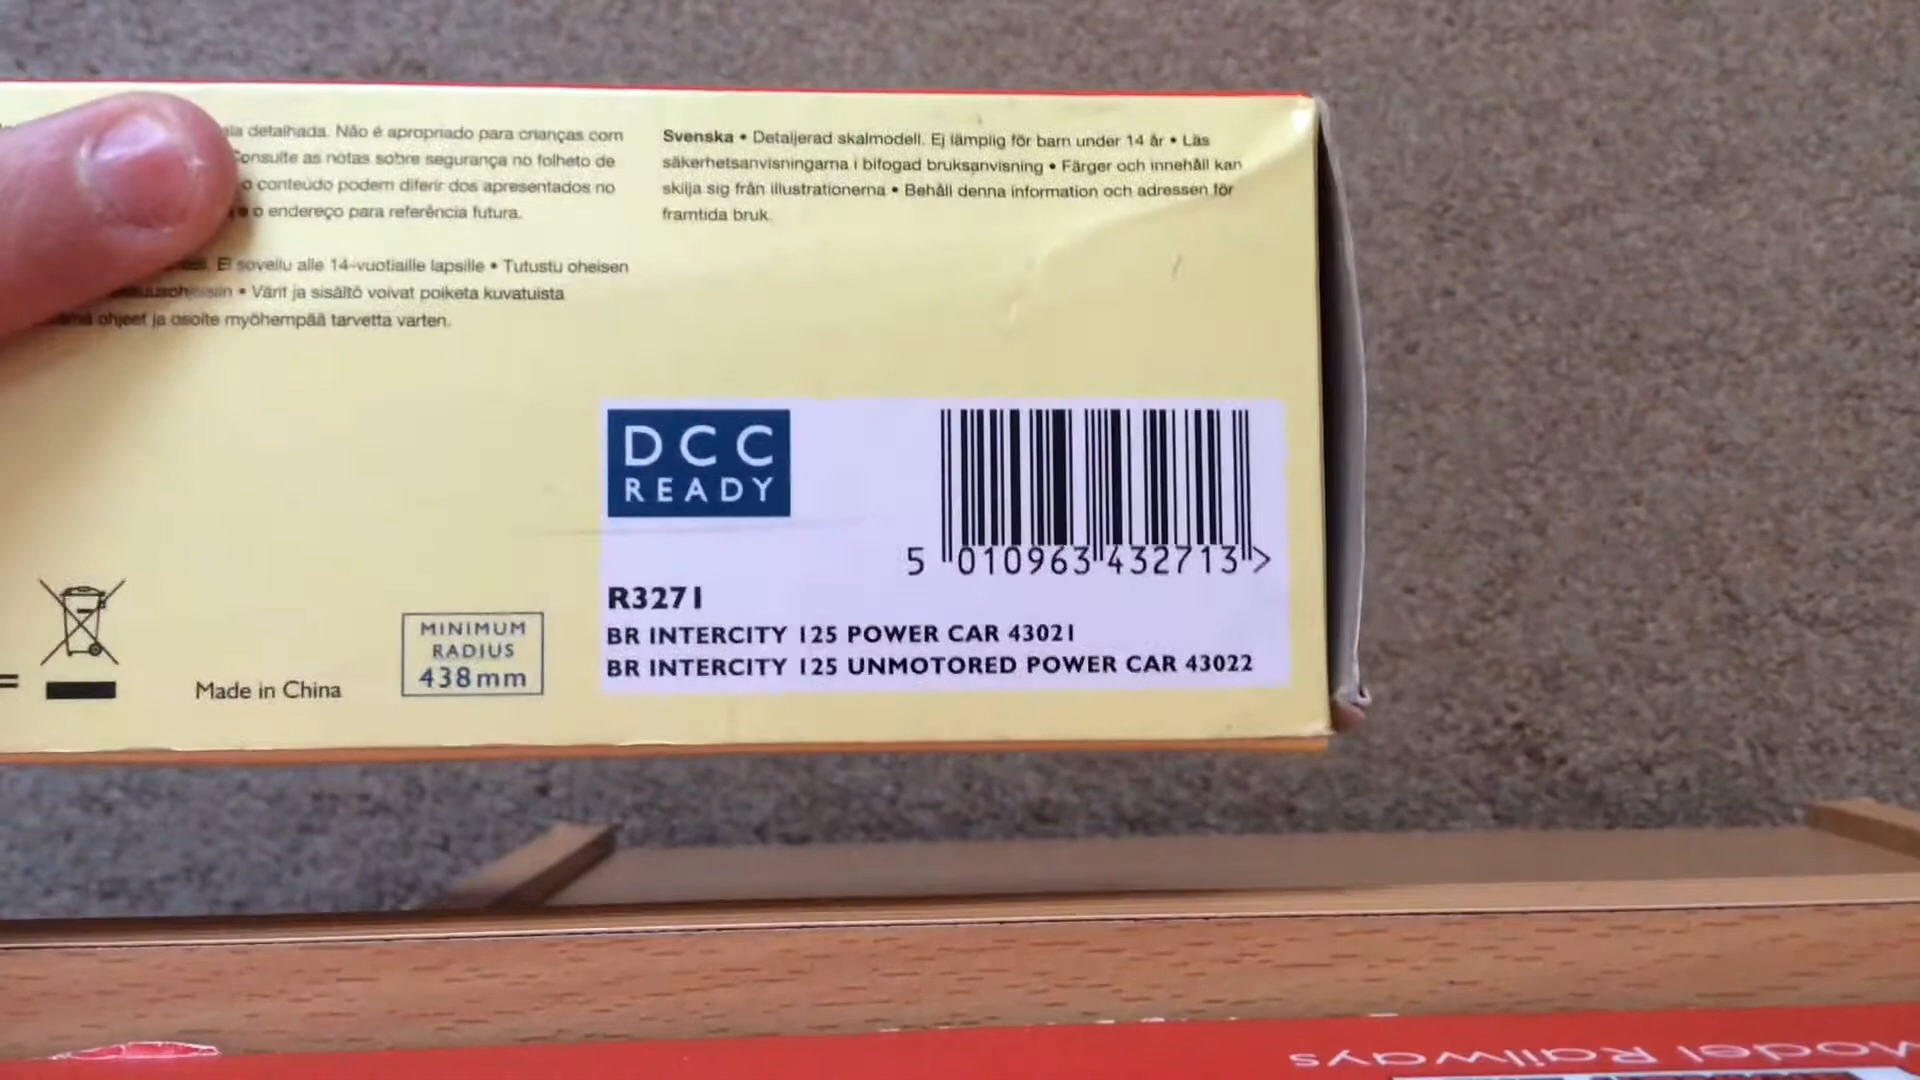 detalhada. Não é apropriado para crianças com
Consulte as notas sobre segurança no folheto de
o conteúdo podem diferir dos apresentados no
e o endereço para referência futura.
Svenska • Detaljerad skalmodell. Ej lämplig för barn under 14 år • Läs
säkerhetsanvisningarna i bifogad bruksanvisning • Färger och innehåll kan
skilja sig från illustrationerna • Behåll denna information och adressen för
framtida bruk.
Ei sovellu alle 14-vuotiaille lapsille • Tutustu oheisen
• Värit ja sisältö voivat poiketa kuvatuista
ohjeet ja osoite myöhempää tarvetta varten.
DCC
READY
5 010963 432713 >
R3271
BR INTERCITY 125 POWER CAR 43021
BR INTERCITY 125 UNMOTORED POWER CAR 43022
MINIMUM
RADIUS
438mm
Made in China
Model Railways